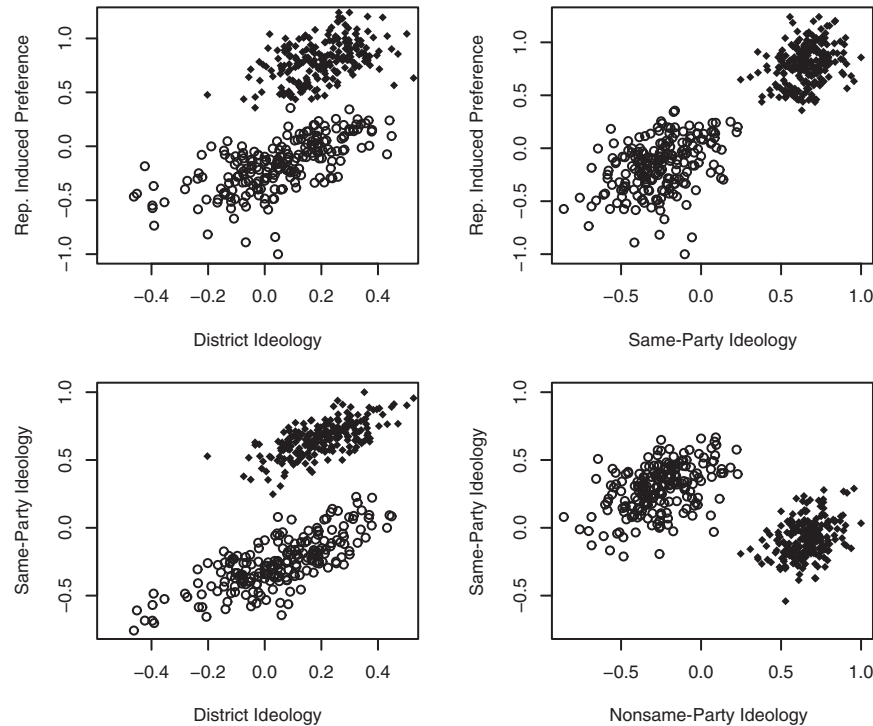 Rep. Induced Preference
1.0
0.5
0.0
−0.5
−1.0
−0.4 −0.2 0.0 0.2 0.4
District Ideology
Rep. Induced Preference
1.0
0.5
0.0
−0.5
−1.0
−0.5 0.0 0.5 1.0
Same-Party Ideology
Same-Party Ideology
1.0
0.5
0.0
−0.5
−0.4 −0.2 0.0 0.2 0.4
District Ideology
Same-Party Ideology
1.0
0.5
0.0
−0.5
−0.5 0.0 0.5 1.0
Nonsame-Party Ideology